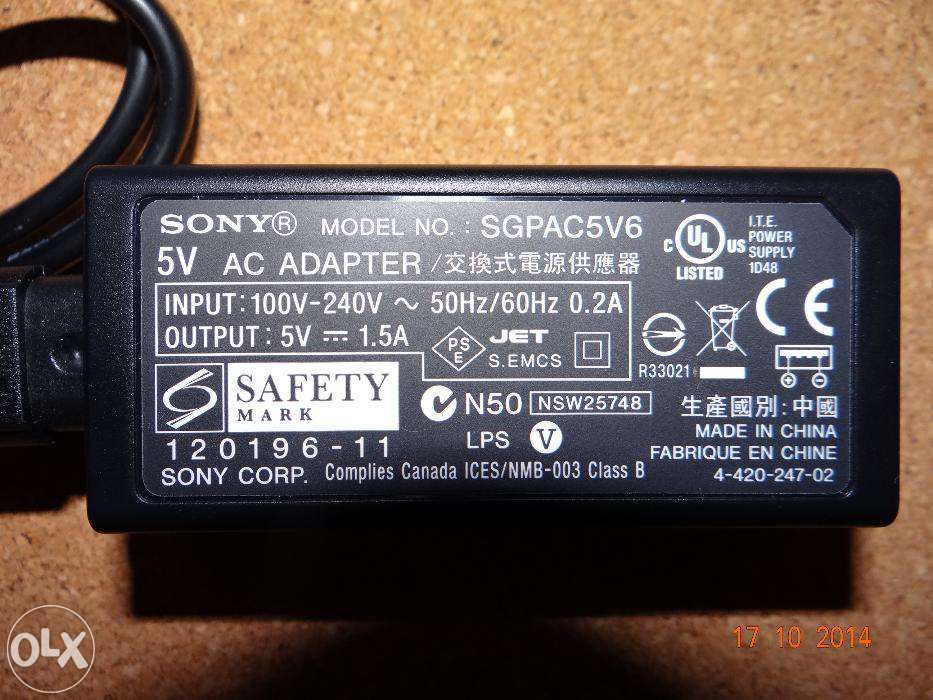 SONY® MODEL NO. : SGPAC5V6
5V AC ADAPTER /交換式電源供應器
INPUT: 100V-240V ～ 50Hz/60Hz 0.2A
OUTPUT : 5V ⎓ 1.5A
PS
E
JET
S.EMCS
C UL US
LISTED
I.T.E.
POWER
SUPPLY
1D48
CE
R33021
SAFETY
MARK
120196-11
N50 NSW25748
LPS V
生產國別: 中國
MADE IN CHINA
FABRIQUE EN CHINE
SONY CORP. Complies Canada ICES/NMB-003 Class B
4-420-247-02
OLX
17 10 2014